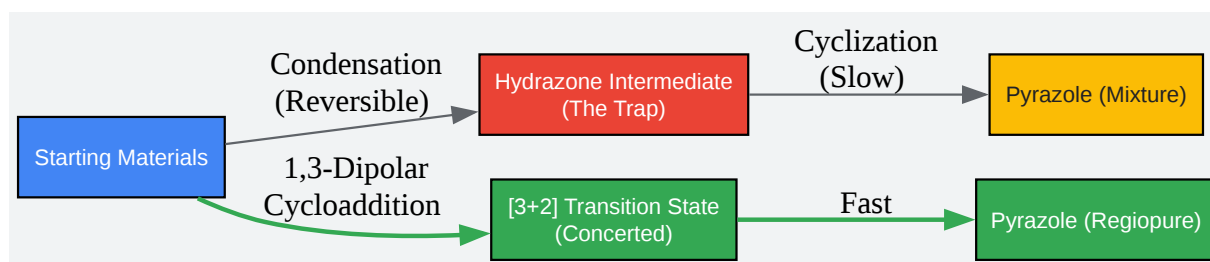 Starting Materials
Condensation
(Reversible)
Hydrazone Intermediate
(The Trap)
Cyclization
(Slow)
Pyrazole (Mixture)
1,3-Dipolar
Cycloaddition
[3+2] Transition State
(Concerted)
Fast
Pyrazole (Regiopure)